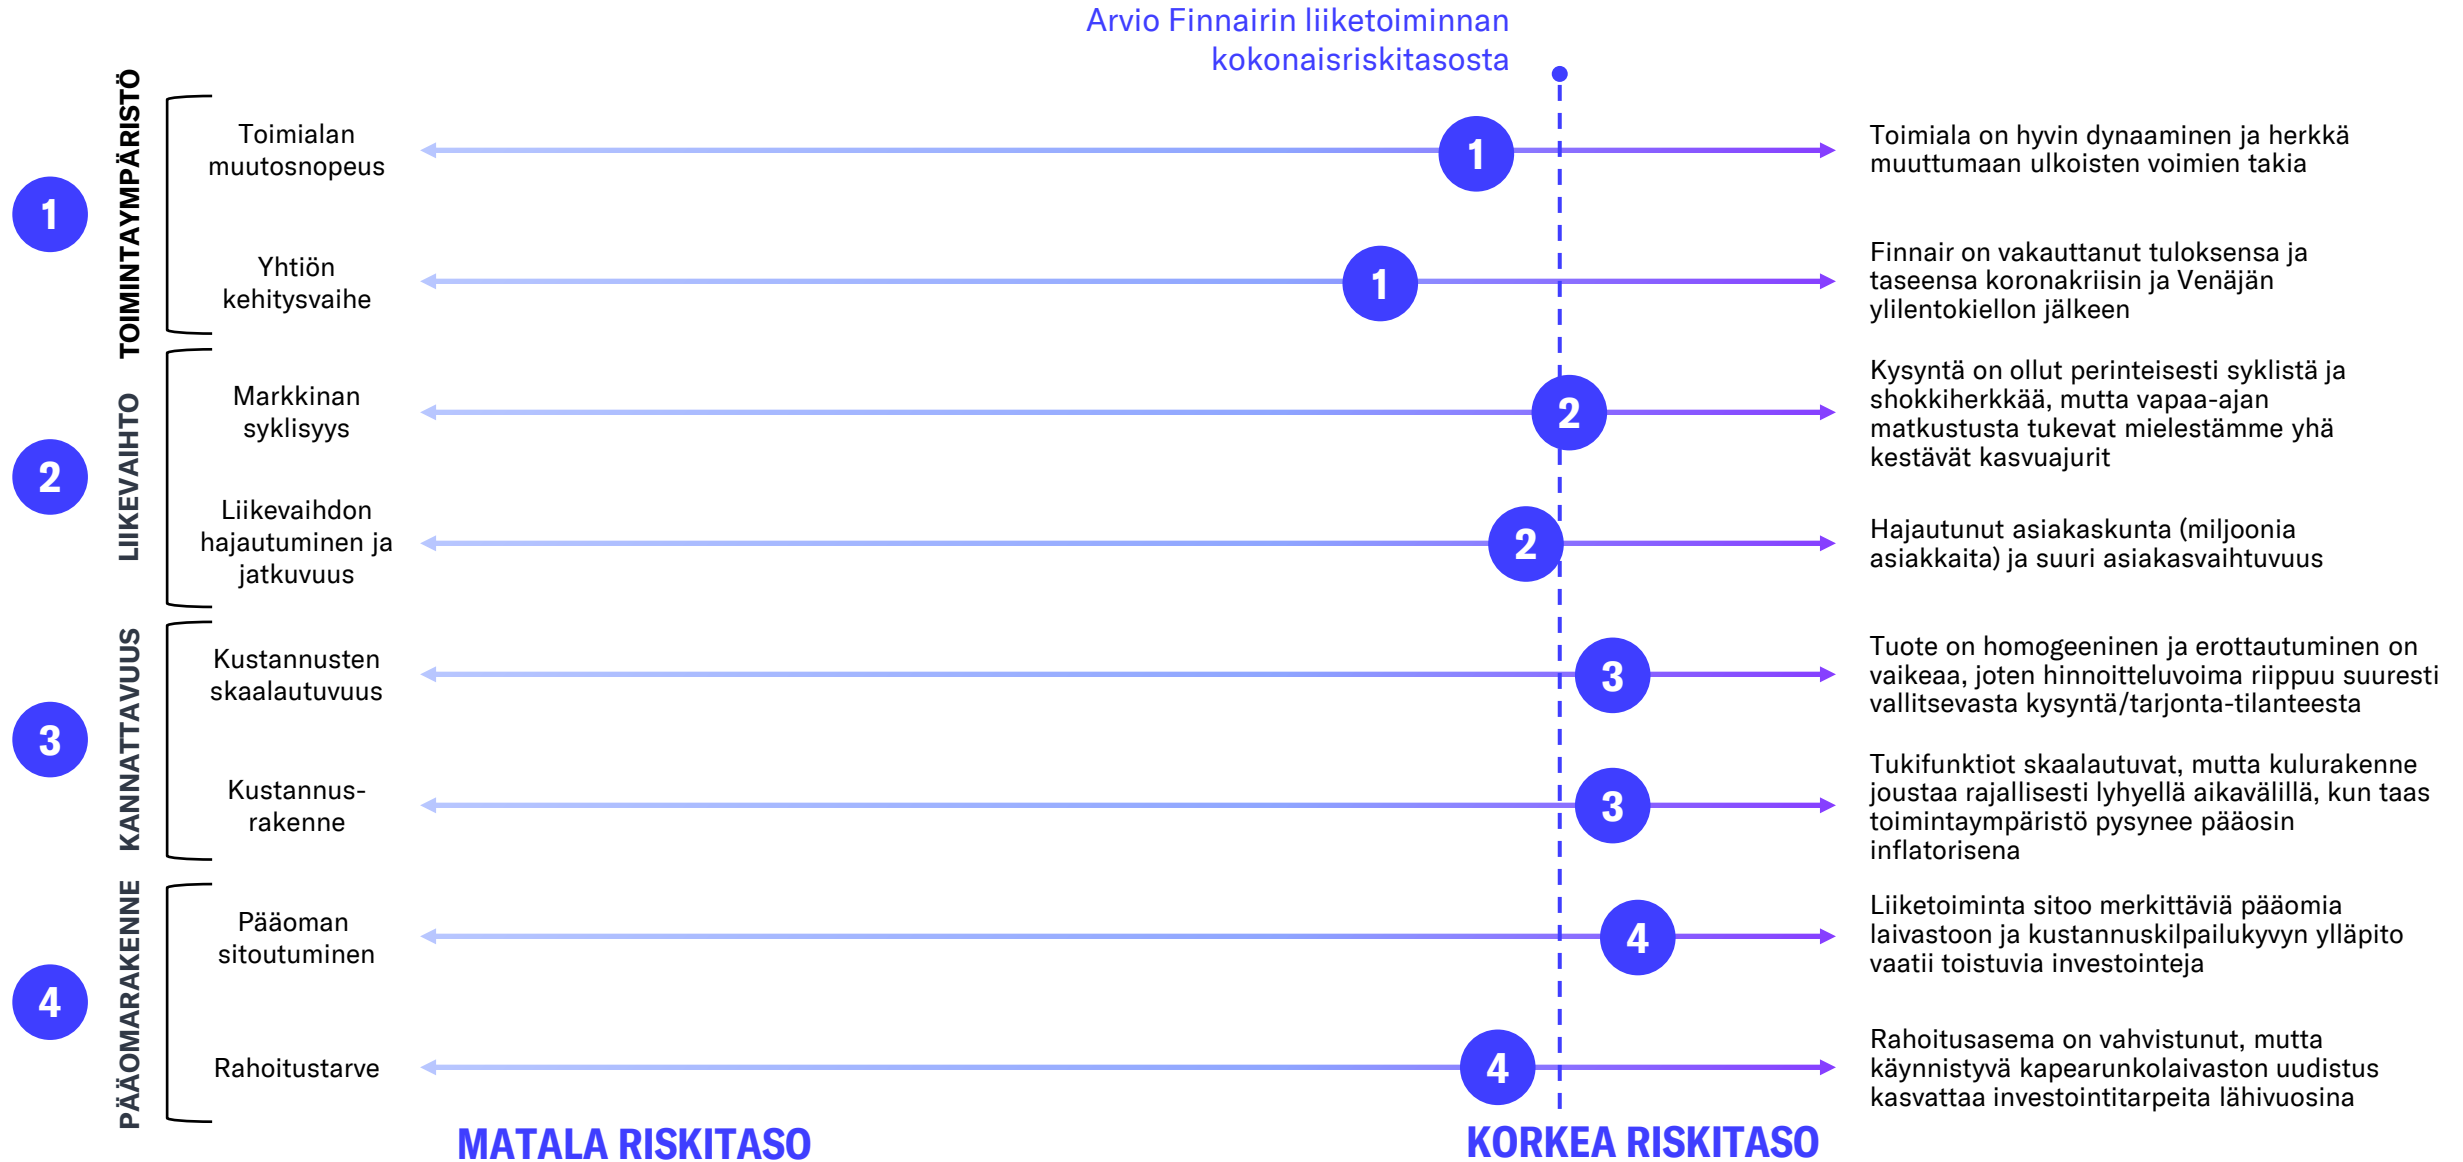 Arvio Finnairin liiketoiminnan
kokonaisriskitasosta
1
TOIMINTAYMPÄRISTÖ
Toimialan
muutosnopeus
1
Toimiala on hyvin dynaaminen ja herkkä
muuttumaan ulkoisten voimien takia
Yhtiön
kehitysvaihe
1
Finnair on vakauttanut tuloksensa ja
taseensa koronakriisin ja Venäjän
ylilentokiellon jälkeen
2
LIIKEVAIHTO
Markkinan
syklisyys
2
Kysyntä on ollut perinteisesti syklistä ja
shokkiherkkää, mutta vapaa-ajan
matkustusta tukevat mielestämme yhä
kestävät kasvuajurit
Liikevaihdon
hajautuminen ja
jatkuvuus
2
Hajautunut asiakaskunta (miljoonia
asiakkaita) ja suuri asiakasvaihtuvuus
3
KANNATTAVUUS
Kustannusten
skaalautuvuus
3
Tuote on homogeeninen ja erottautuminen on
vaikeaa, joten hinnoitteluvoima riippuu suuresti
vallitsevasta kysyntä/tarjonta-tilanteesta
Kustannus-
rakenne
3
Tukifunktiot skaalautuvat, mutta kulurakenne
joustaa rajallisesti lyhyellä aikavälillä, kun taas
toimintaympäristö pysynee pääosin
inflatorisena
4
PÄÄOMARAKENNE
Pääoman
sitoutuminen
4
Liiketoiminta sitoo merkittäviä pääomia
laivastoon ja kustannuskilpailukyvyn ylläpito
vaatii toistuvia investointeja
Rahoitustarve
4
Rahoitusasema on vahvistunut, mutta
käynnistyvä kapearunkolaivaston uudistus
kasvattaa investointitarpeita lähivuosina
MATALA RISKITASO
KORKEA RISKITASO